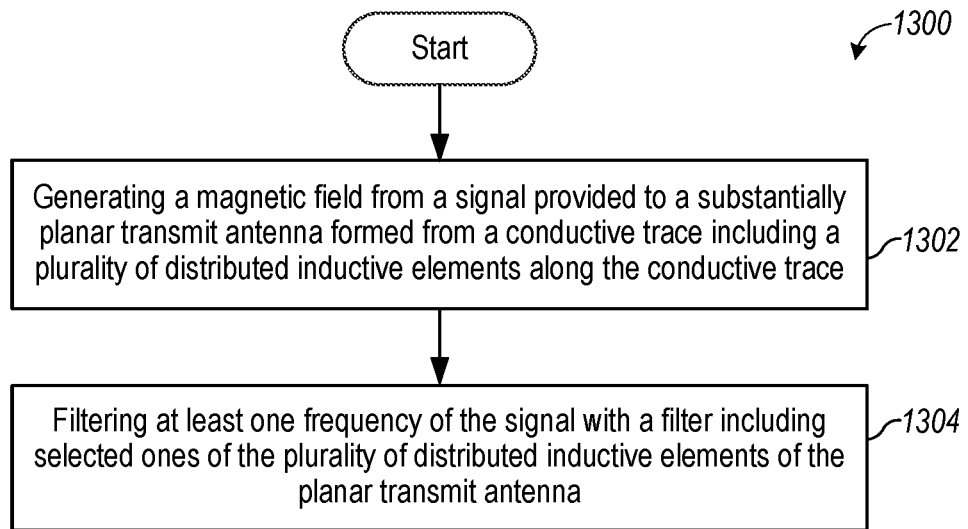 Start
1300
Generating a magnetic field from a signal provided to a substantially
planar transmit antenna formed from a conductive trace including a
plurality of distributed inductive elements along the conductive trace
1302
Filtering at least one frequency of the signal with a filter including
selected ones of the plurality of distributed inductive elements of the
planar transmit antenna
1304